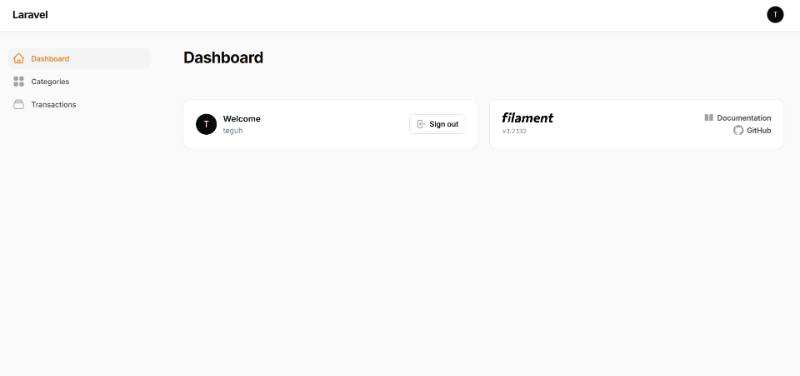 Laravel
T
Dashboard
Categories
Transactions
Dashboard
T
Welcome
teguh
Sign out
filament
v3.2.132
Documentation
GitHub